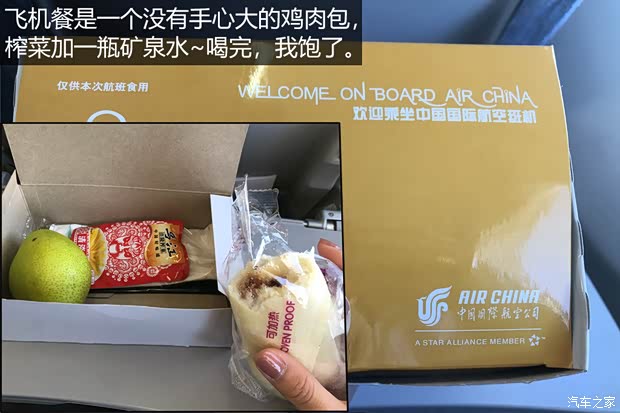 飞机餐是一个没有手心大的鸡肉包，
榨菜加一瓶矿泉水~喝完，我饱了。
仅供本次航班食用
WELCOME ON BOARD AIR CHINA
欢迎乘坐中国国际航空班机
可加热
OVEN PROOF
AIR CHINA
中国国际航空公司
A STAR ALLIANCE MEMBER
汽车之家